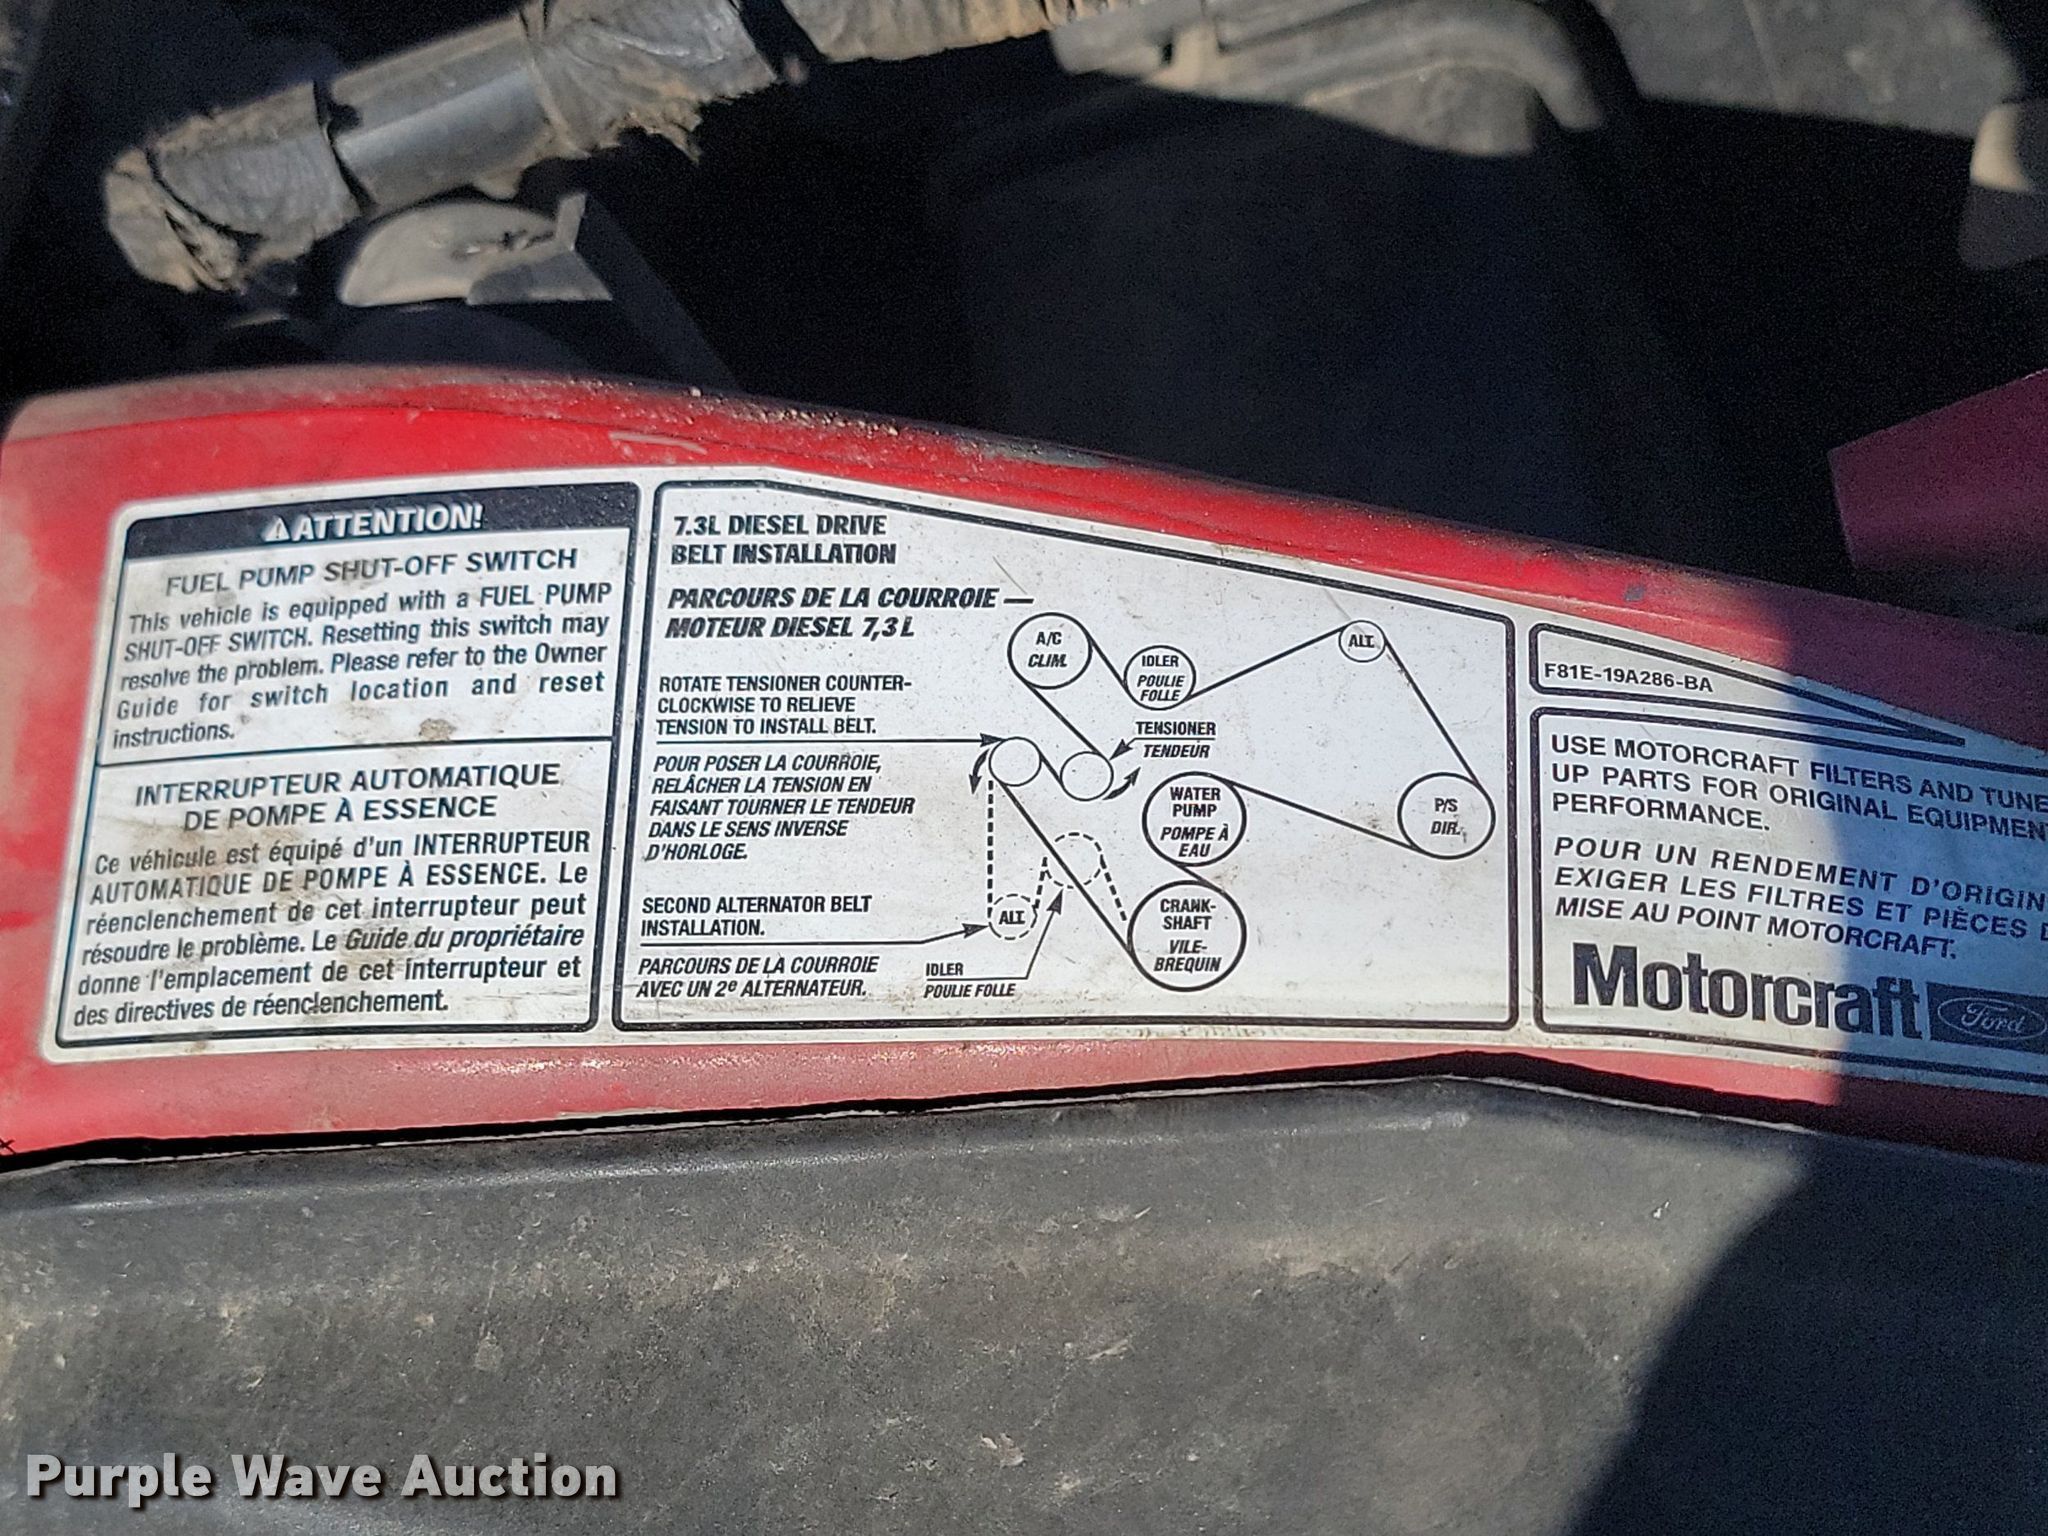 ATTENTION!
FUEL PUMP SHUT-OFF SWITCH
This vehicle is equipped with a FUEL PUMP
SHUT-OFF SWITCH. Resetting this switch may
resolve the problem. Please refer to the Owner
Guide for switch location and reset
instructions.
INTERRUPTEUR AUTOMATIQUE
DE POMPE À ESSENCE
Ce véhicule est équipé d'un INTERRUPTEUR
AUTOMATIQUE DE POMPE À ESSENCE. Le
réenclenchement de cet interrupteur peut
résoudre le problème. Le Guide du propriétaire
donne l'emplacement de cet interrupteur et
des directives de réenclenchement.
7.3L DIESEL DRIVE
BELT INSTALLATION
PARCOURS DE LA COURROIE —
MOTEUR DIESEL 7,3 L
ROTATE TENSIONER COUNTER-
CLOCKWISE TO RELIEVE
TENSION TO INSTALL BELT.
POUR POSER LA COURROIE,
RELÂCHER LA TENSION EN
FAISANT TOURNER LE TENDEUR
DANS LE SENS INVERSE
D'HORLOGE.
SECOND ALTERNATOR BELT
INSTALLATION.
PARCOURS DE LA COURROIE
AVEC UN 2e ALTERNATEUR.
A/C
CLIM.
IDLER
POULIE
FOLLE
ALT.
TENSIONER
TENDEUR
WATER
PUMP
POMPE À
EAU
P/S
DIR.
CRANK-
SHAFT
VILE-
BREQUIN
ALT.
IDLER
POULIE FOLLE
F81E-19A286-BA
USE MOTORCRAFT FILTERS AND TUNE
UP PARTS FOR ORIGINAL EQUIPMEN
PERFORMANCE.
POUR UN RENDEMENT D'ORIGIN
EXIGER LES FILTRES ET PIÈCES D
MISE AU POINT MOTORCRAFT.
Motorcraft
Ford
Purple Wave Auction